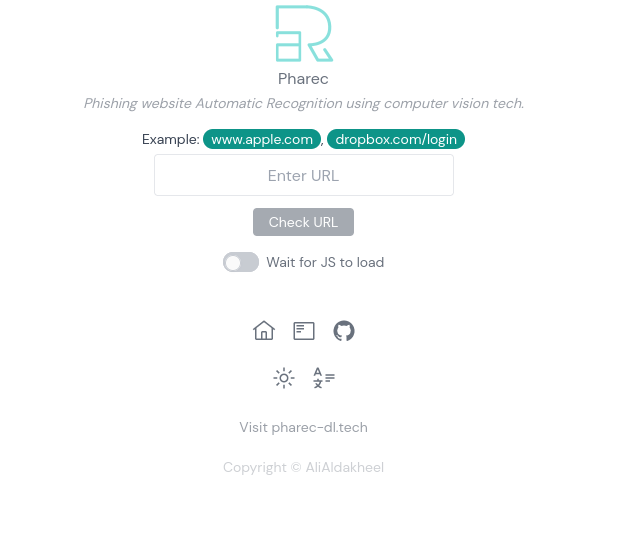 Pharec
Phishing website Automatic Recognition using computer vision tech.
Example: www.apple.com, dropbox.com/login
Enter URL
Check URL
Wait for JS to load
Visit pharec-dl.tech
Copyright © AliAldakheel